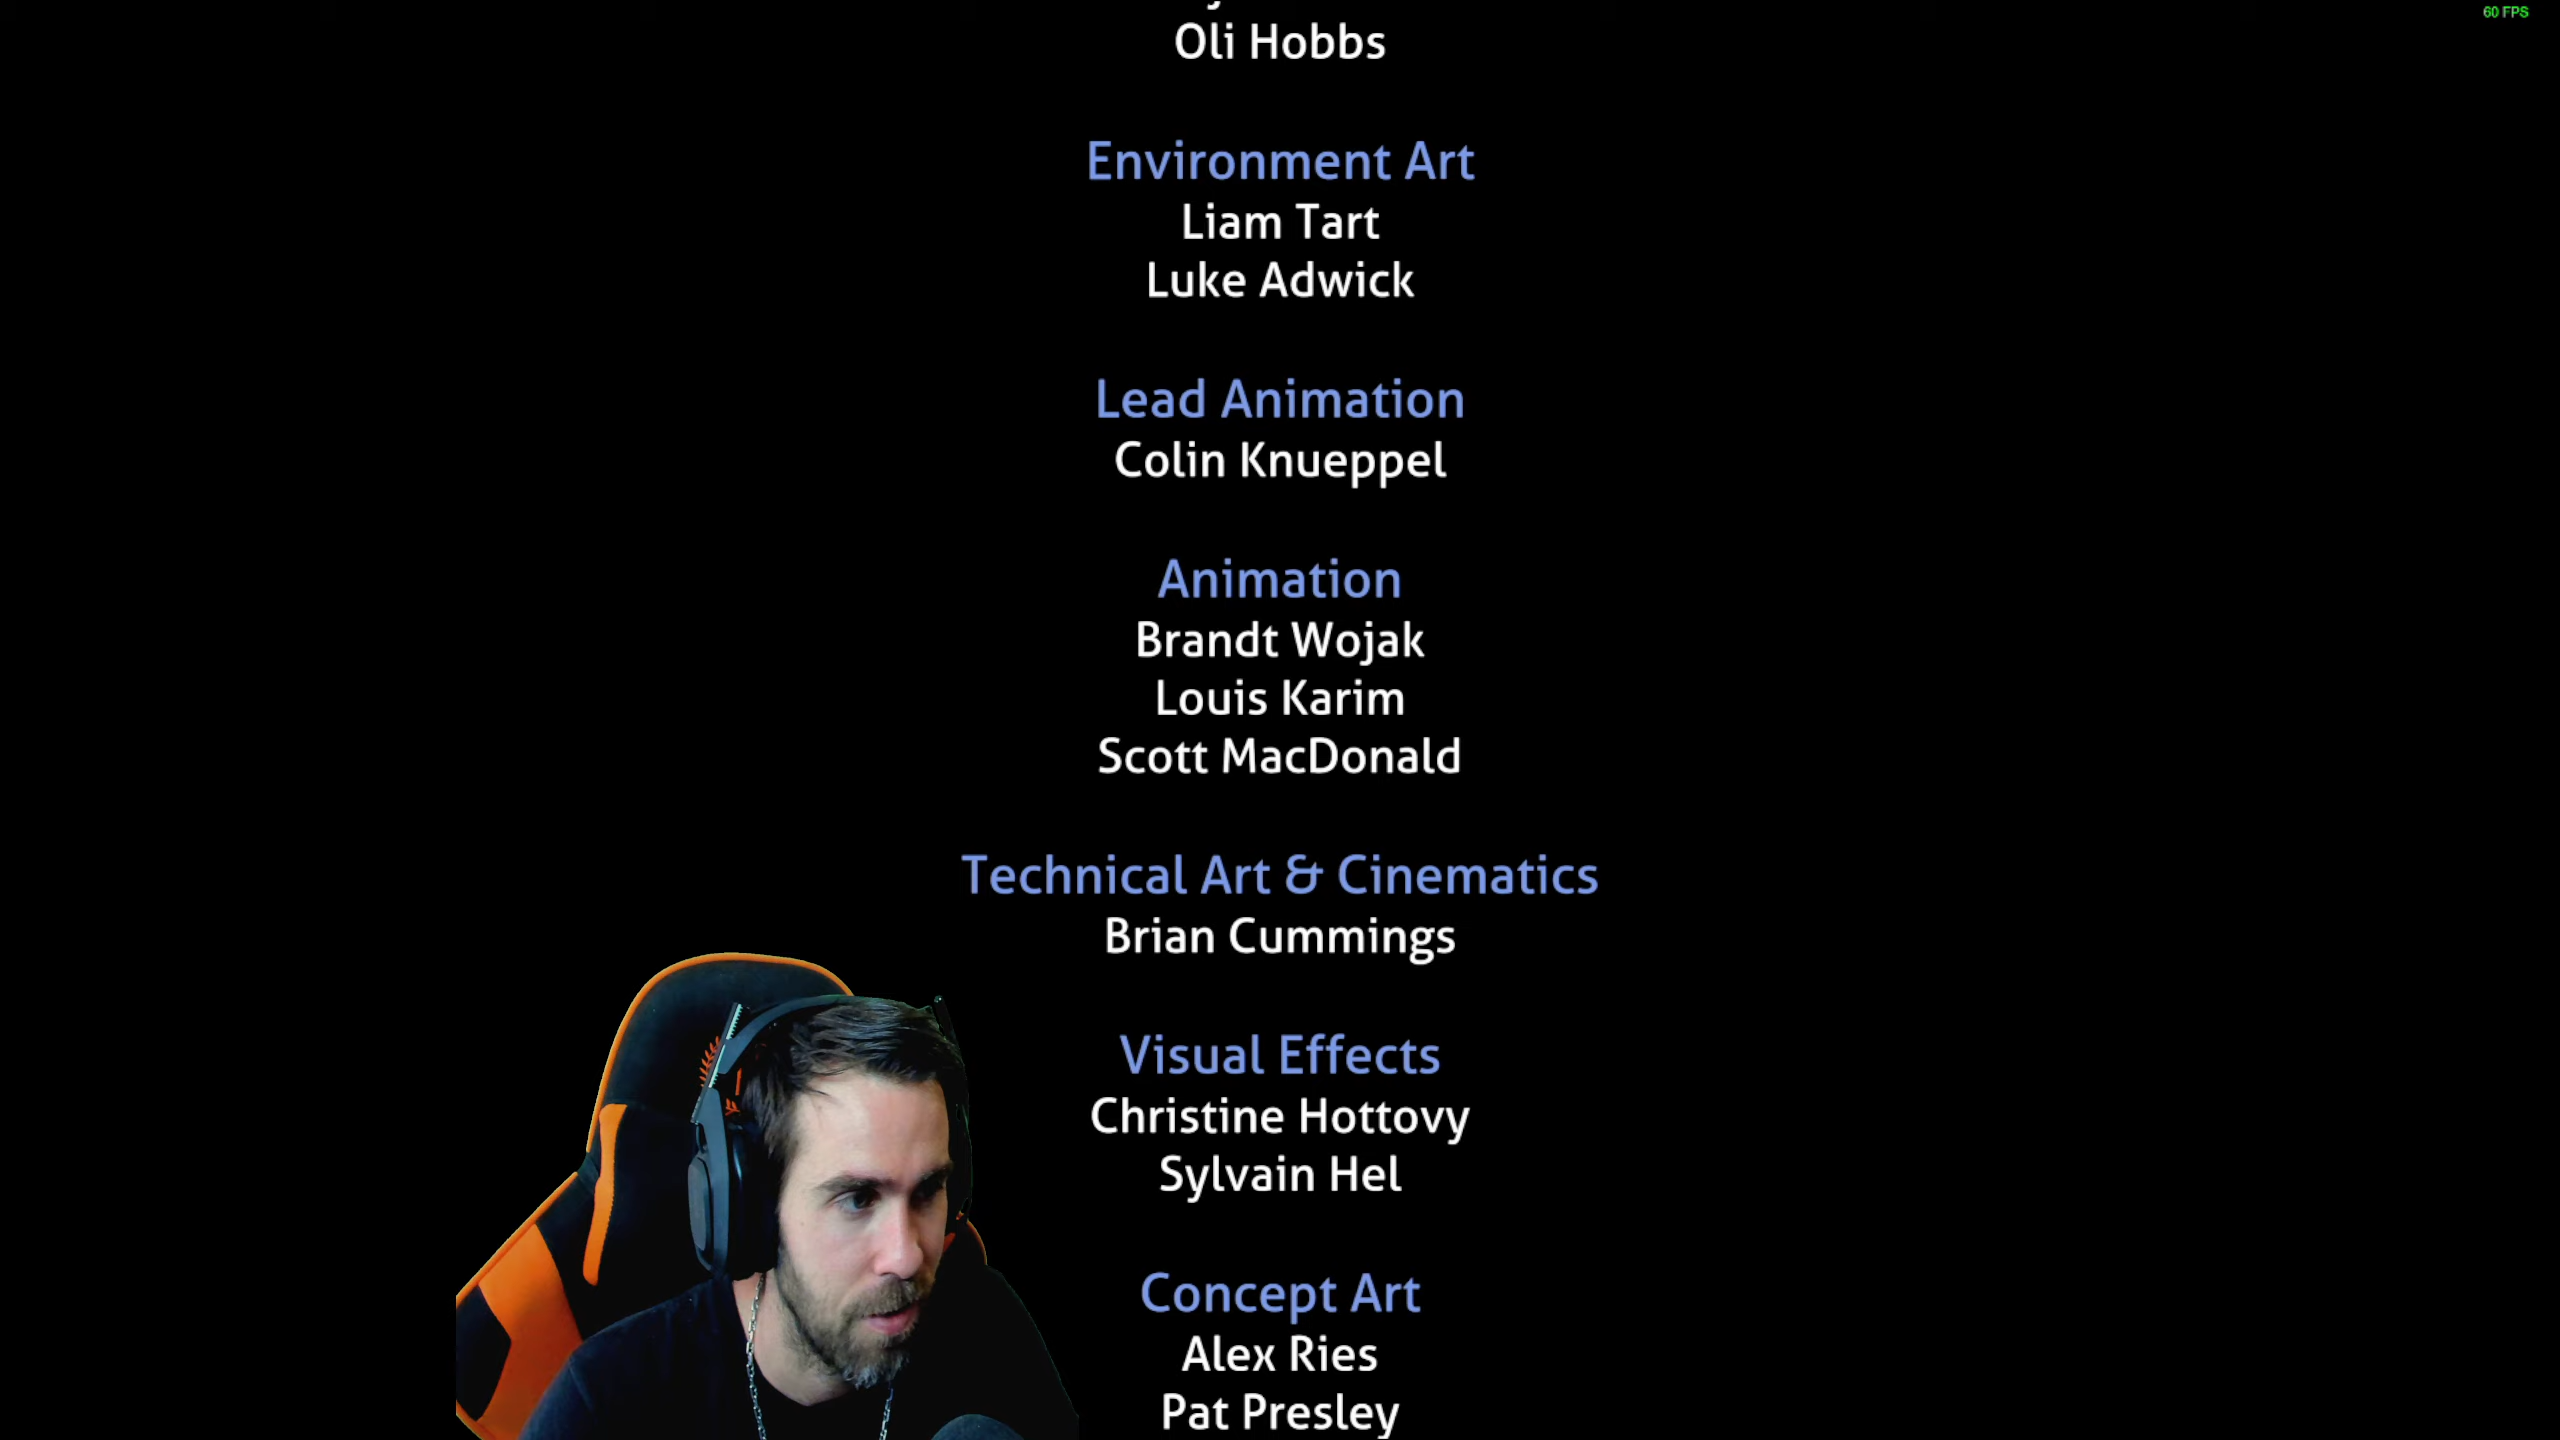 60 FPS
Oli Hobbs
Environment Art
Liam Tart
Luke Adwick
Lead Animation
Colin Knueppel
Animation
Brandt Wojak
Louis Karim
Scott MacDonald
Technical Art & Cinematics
Brian Cummings
Visual Effects
Christine Hottovy
Sylvain Hel
Concept Art
Alex Ries
Pat Presley